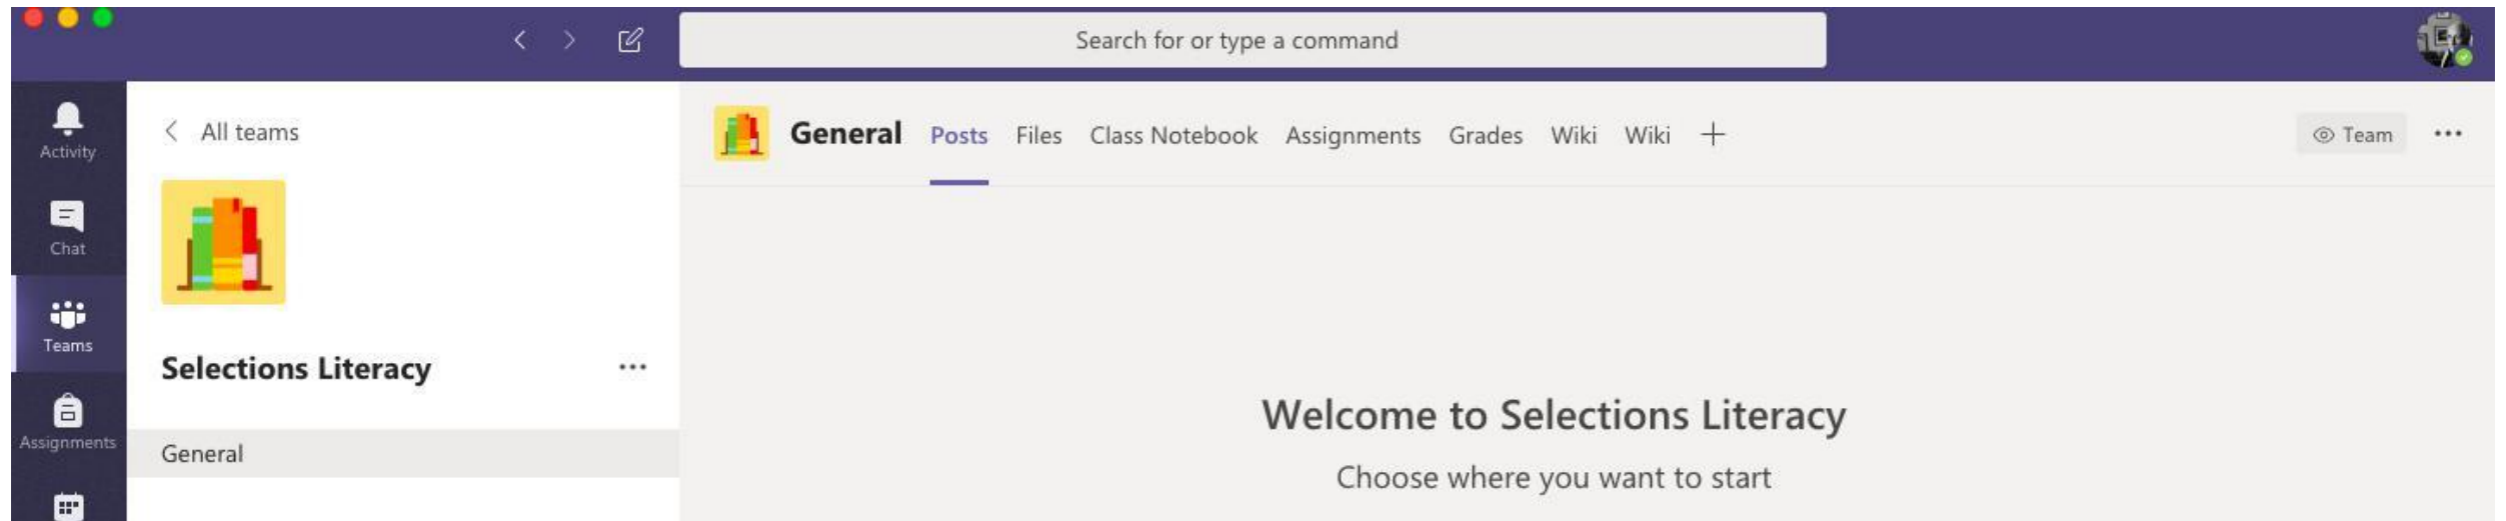 Search for or type a command
Activity
Chat
Teams
Assignments
All teams
Selections Literacy
General
General Posts Files Class Notebook Assignments Grades Wiki Wiki
Team
Welcome to Selections Literacy
Choose where you want to start